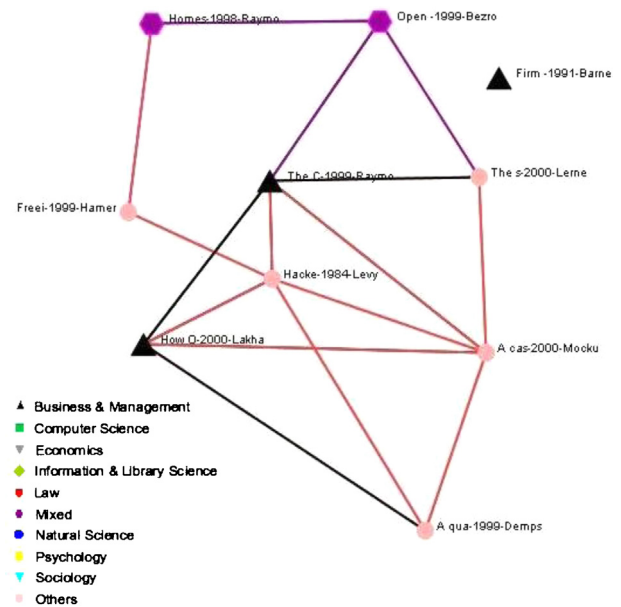 Homes-1998-Raymo
Open -1999-Bezro
Firm -1991-Barne
The C-1999-Raymo
The s-2000-Lerne
Freei-1999-Hamer
Hacke-1984-Levy
How O-2000-Lakha
A cas-2000-Mocku
A qua-1999-Demps
Business & Management
Computer Science
Economics
Information & Library Science
Law
Mixed
Natural Science
Psychology
Sociology
Others